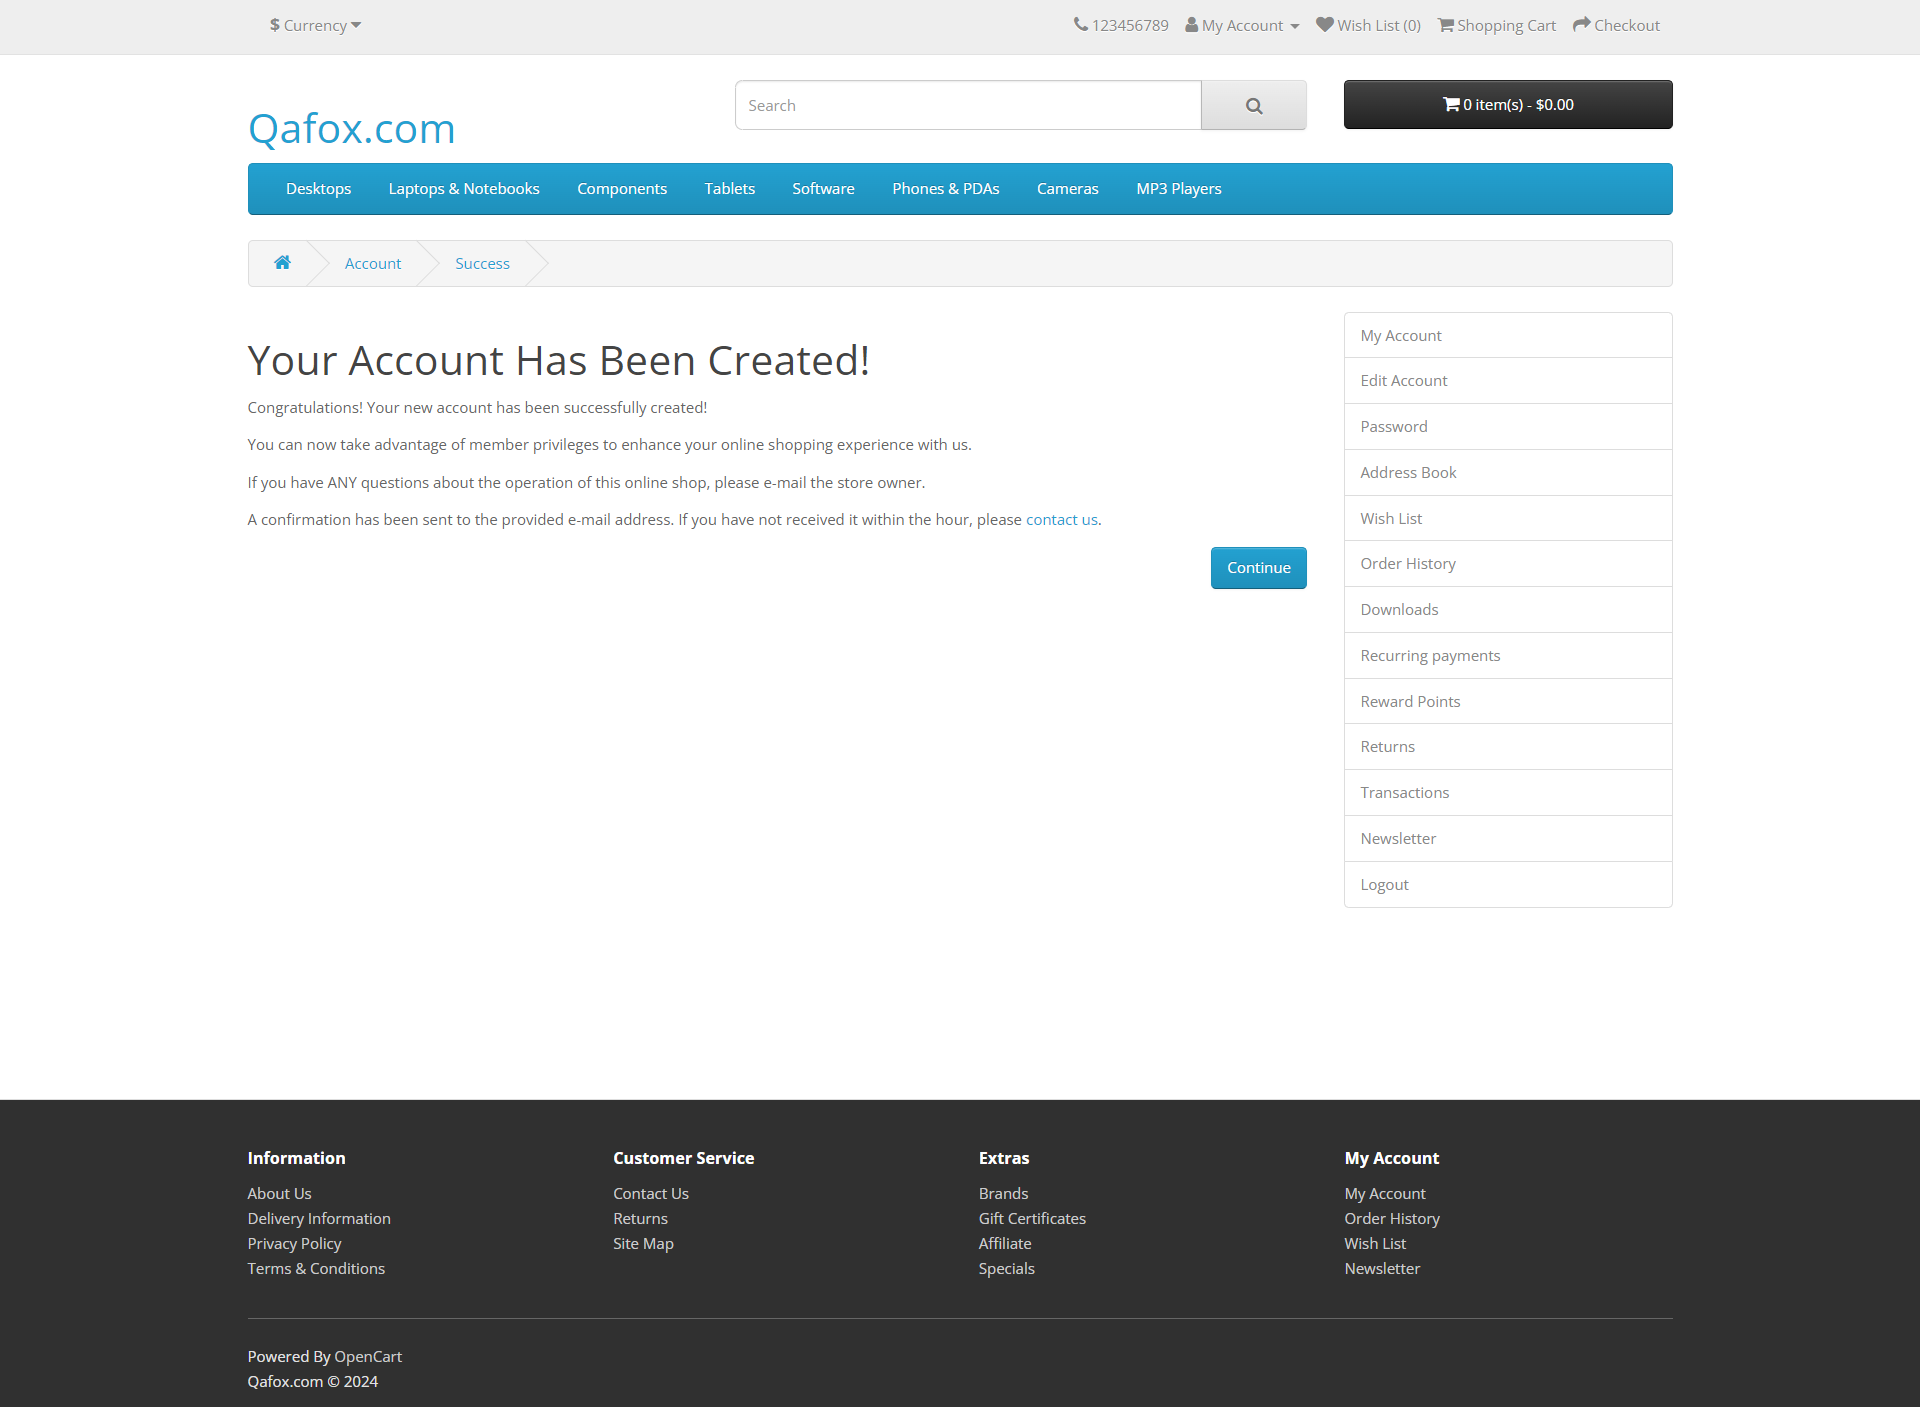 $ Currency
123456789 My Account Wish List (0) Shopping Cart Checkout
Qafox.com
Search
0 item(s) - $0.00
Desktops Laptops & Notebooks Components Tablets Software Phones & PDAs Cameras MP3 Players
Account Success
Your Account Has Been Created!
Congratulations! Your new account has been successfully created!
You can now take advantage of member privileges to enhance your online shopping experience with us.
If you have ANY questions about the operation of this online shop, please e-mail the store owner.
A confirmation has been sent to the provided e-mail address. If you have not received it within the hour, please contact us.
Continue
My Account
Edit Account
Password
Address Book
Wish List
Order History
Downloads
Recurring payments
Reward Points
Returns
Transactions
Newsletter
Logout
Information
About Us
Delivery Information
Privacy Policy
Terms & Conditions
Customer Service
Contact Us
Returns
Site Map
Extras
Brands
Gift Certificates
Affiliate
Specials
My Account
My Account
Order History
Wish List
Newsletter
Powered By OpenCart
Qafox.com © 2024